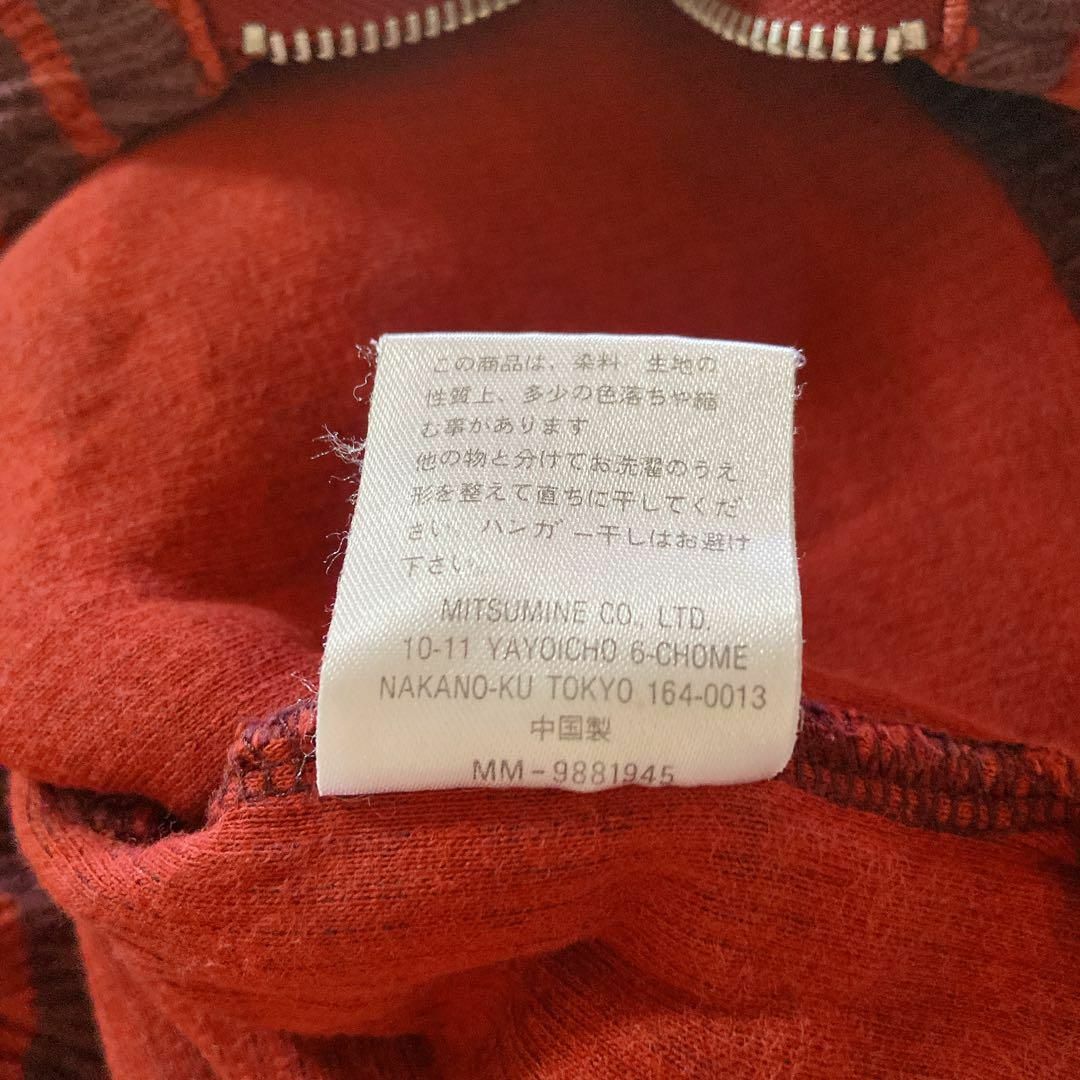 この商品は、染料 生地の
性質上、多少の色落ちや縮
む事があります
他の物と分けてお洗濯のうえ
形を整えて直ちに干してくだ
さい。ハンガー干しはお避け
下さい。
MITSUMINE CO., LTD.
10-11 YAYOICHO 6-CHOME
NAKANO-KU TOKYO 164-0013
中国製
MM-9881945